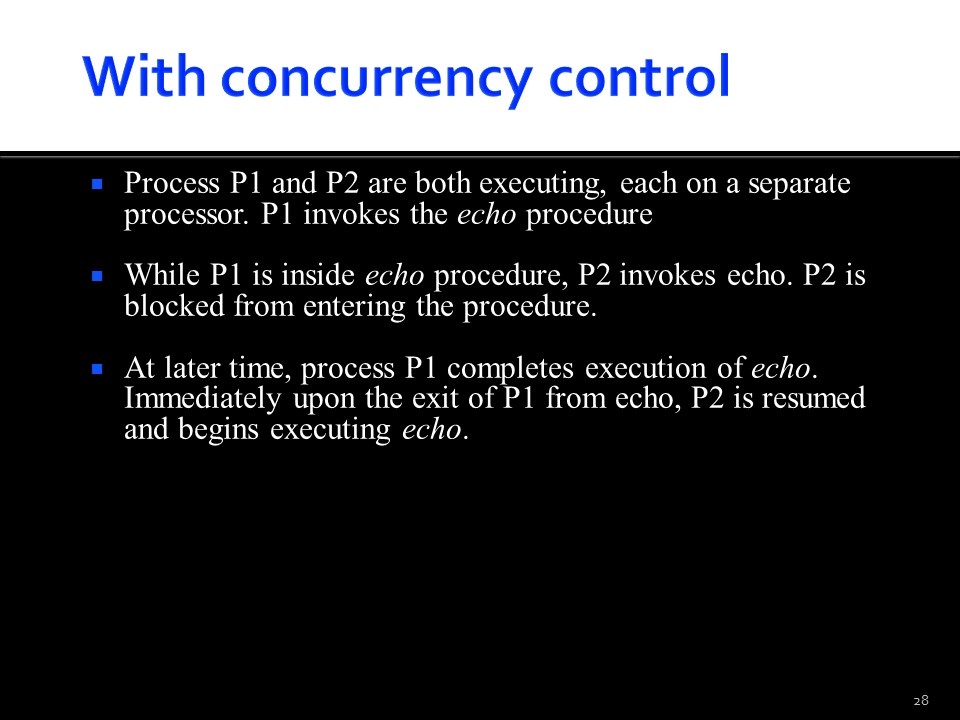 With concurrency control
Process P1 and P2 are both executing, each on a separate
processor. P1 invokes the echo procedure
While P1 is inside echo procedure, P2 invokes echo. P2 is
blocked from entering the procedure.
At later time, process P1 completes execution of echo.
Immediately upon the exit of P1 from echo, P2 is resumed
and begins executing echo.
28